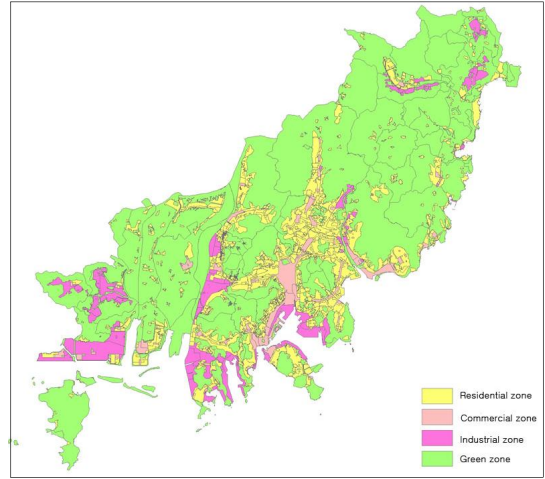 Residential zone
Commercial zone
Industrial zone
Green zone